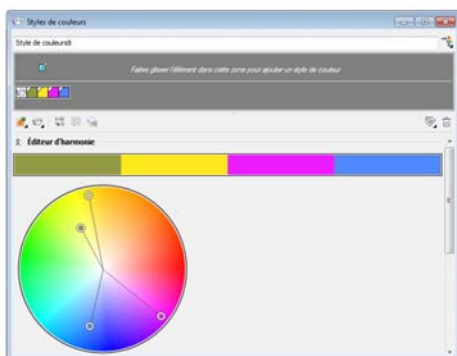 Styles de couleurs
Style de couleurs8
Faites glisser l'élément dans cette zone pour ajouter un style de couleur
Éditeur d'harmonie